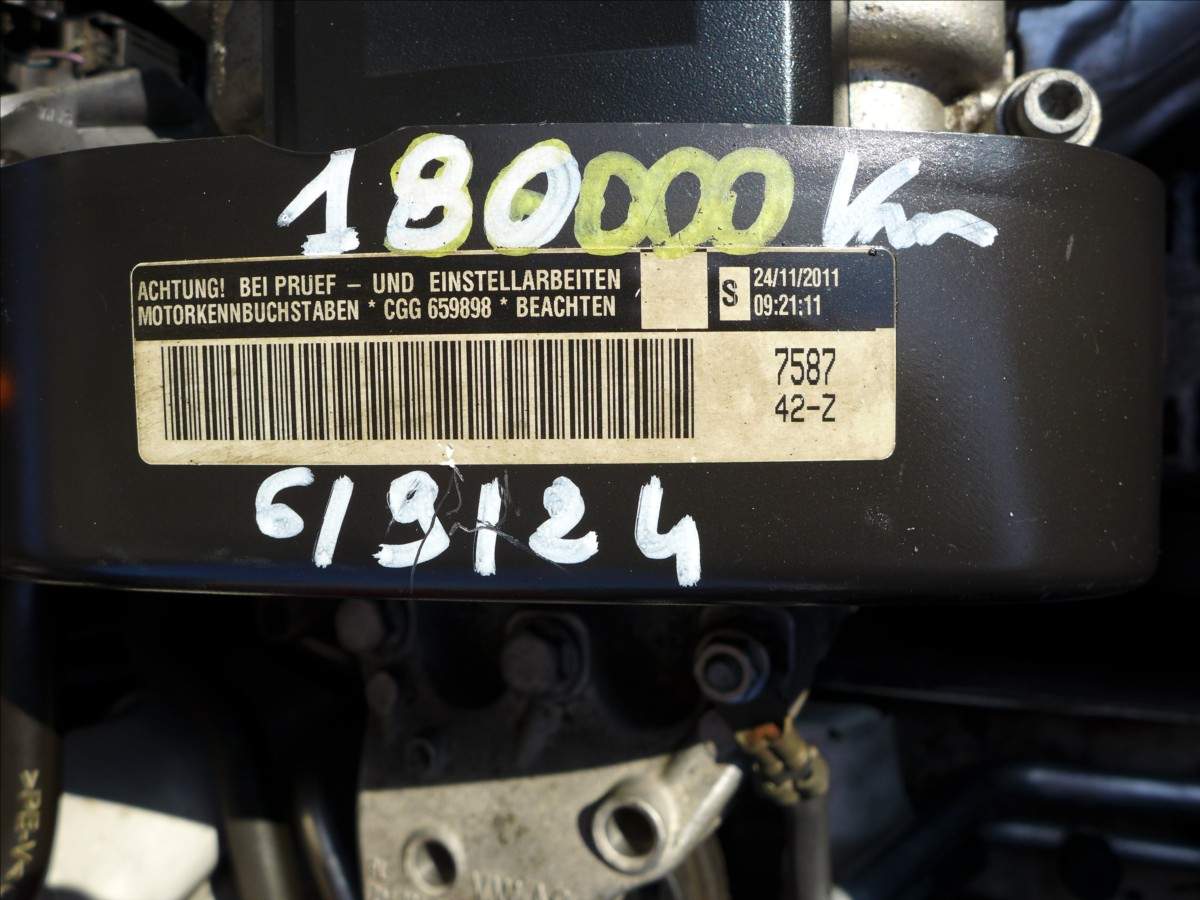 180000 Km
ACHTUNG! BEI PRUEF - UND EINSTELLARBEITEN
MOTORKENNBUCHSTABEN * CGG 659898 * BEACHTEN
S
24/11/2011
09:21:11
7587
42-Z
6/9/24